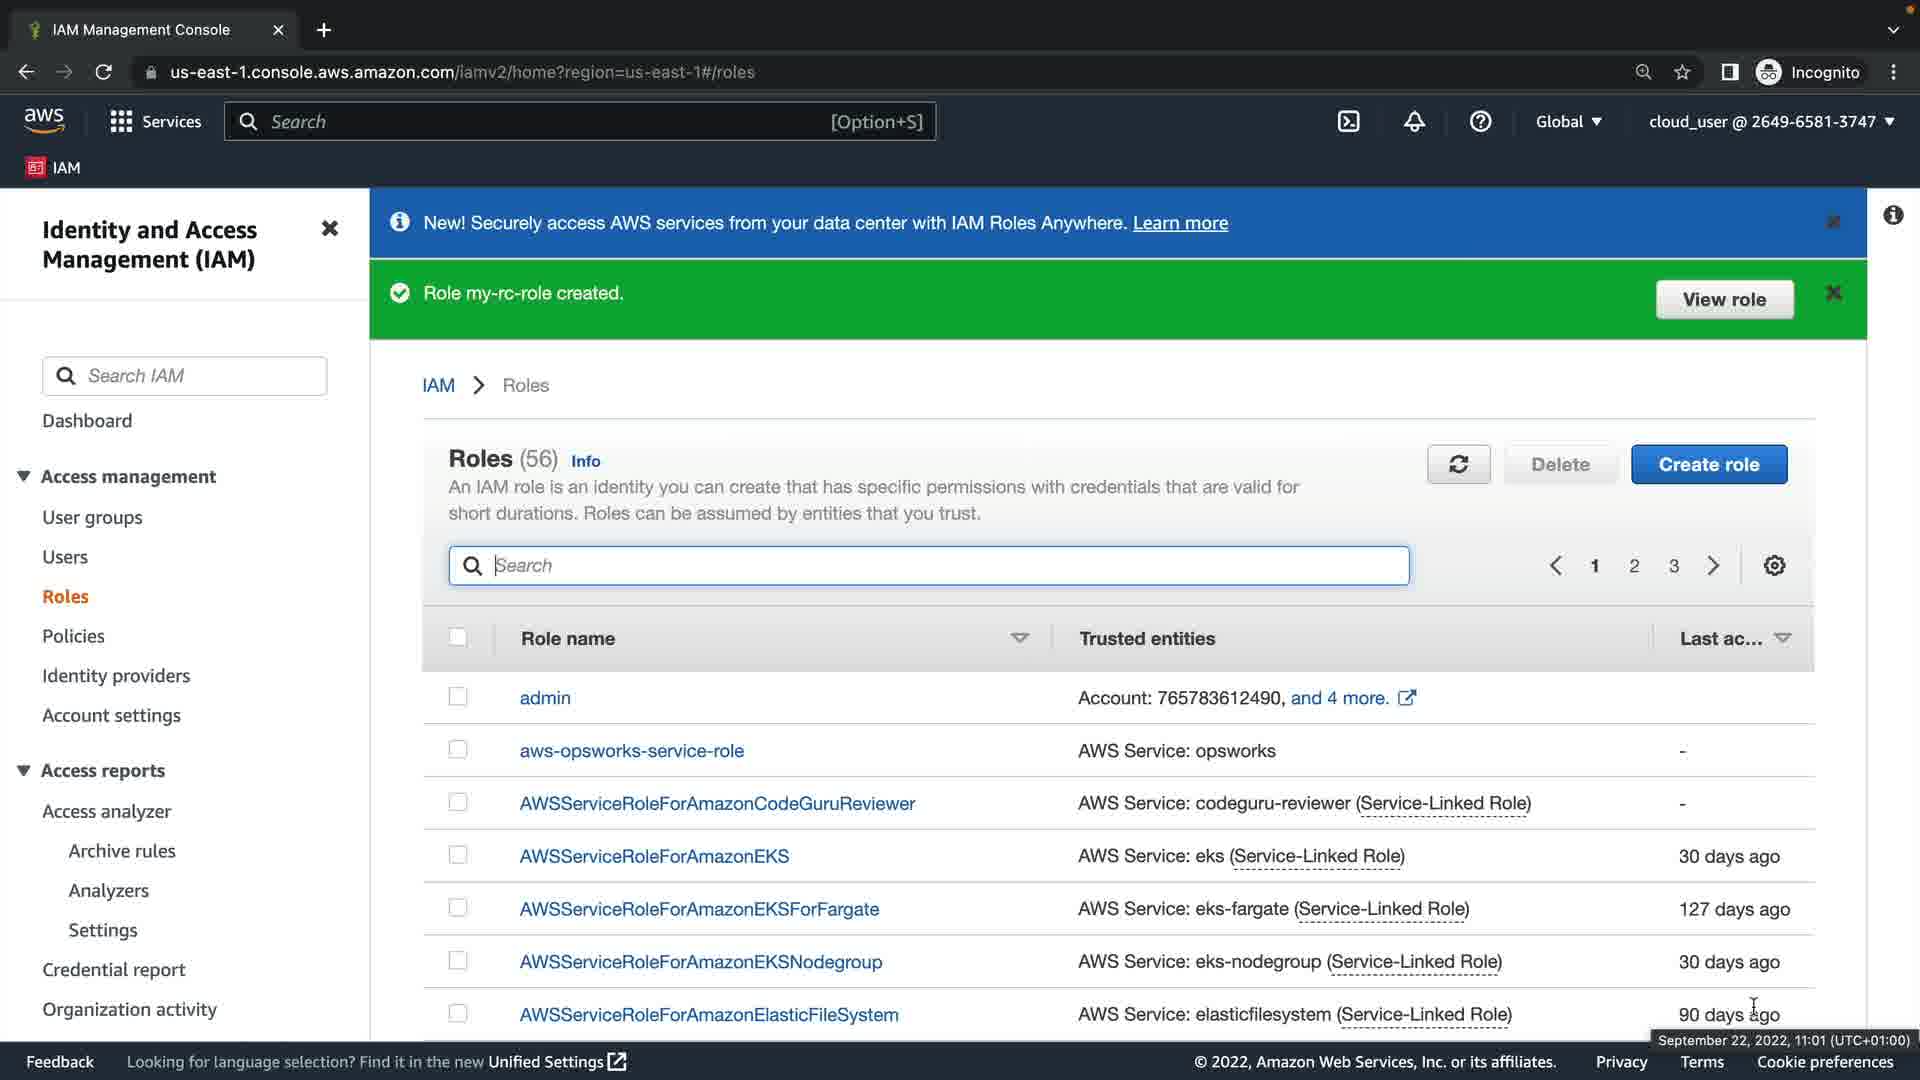 IAM Management Console
us-east-1.console.aws.amazon.com/iamv2/home?region=us-east-1#/roles
Incognito
aws
Services
Search
[Option+S]
Global
cloud_user @ 2649-6581-3747
IAM
Identity and Access
Management (IAM)
Search IAM
Dashboard
Access management
User groups
Users
Roles
Policies
Identity providers
Account settings
Access reports
Access analyzer
Archive rules
Analyzers
Settings
Credential report
Organization activity
New! Securely access AWS services from your data center with IAM Roles Anywhere. Learn more
Role my-rc-role created.
View role
IAM > Roles
Roles (56) Info
An IAM role is an identity you can create that has specific permissions with credentials that are valid for
short durations. Roles can be assumed by entities that you trust.
Delete
Create role
Search
1 2 3
Role name Trusted entities Last ac...
admin Account: 765783612490, and 4 more.
aws-opsworks-service-role AWS Service: opsworks -
AWSServiceRoleForAmazonCodeGuruReviewer AWS Service: codeguru-reviewer (Service-Linked Role) -
AWSServiceRoleForAmazonEKS AWS Service: eks (Service-Linked Role) 30 days ago
AWSServiceRoleForAmazonEKSForFargate AWS Service: eks-fargate (Service-Linked Role) 127 days ago
AWSServiceRoleForAmazonEKSNodegroup AWS Service: eks-nodegroup (Service-Linked Role) 30 days ago
AWSServiceRoleForAmazonElasticFileSystem AWS Service: elasticfilesystem (Service-Linked Role) 90 days ago
September 22, 2022, 11:01 (UTC+01:00)
Feedback
Looking for language selection? Find it in the new Unified Settings
© 2022, Amazon Web Services, Inc. or its affiliates.
Privacy
Terms
Cookie preferences